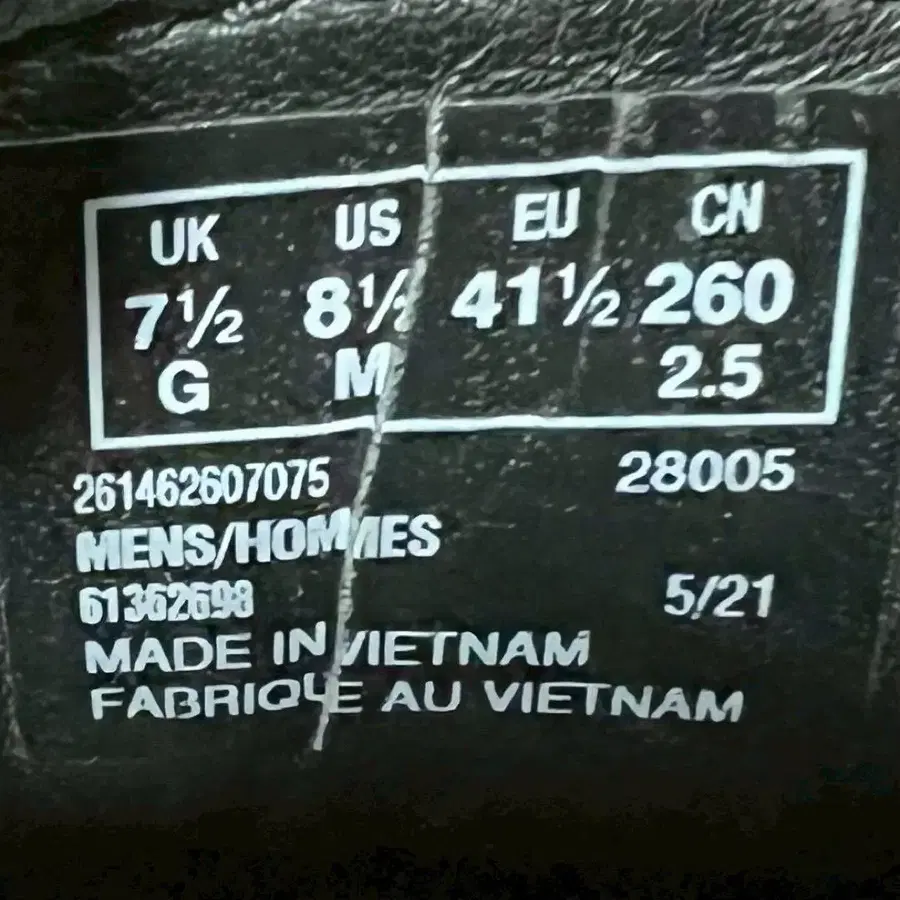 UK US EU CN
7½ 8½ 41½ 260
G M 2.5
261462607075 28005
MENS/HOMMES
61362698 5/21
MADE IN VIETNAM
FABRIQUE AU VIETNAM